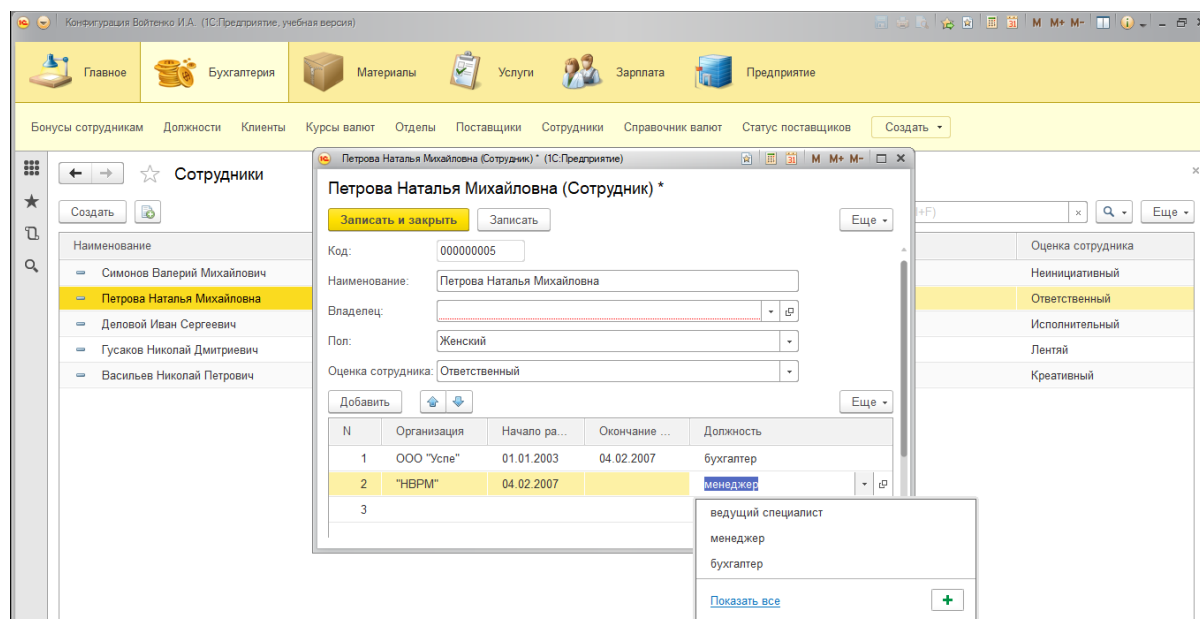 Конфигурация Войтенко И.А. (1С:Предприятие, учебная версия)
M M+ M-
Главное Бухгалтерия Материалы Услуги Зарплата Предприятие
Бонусы сотрудникам Должности Клиенты Курсы валют Отделы Поставщики Сотрудники Справочник валют Статус поставщиков Создать
Сотрудники
Создать
+F)
Еще
Наименование Оценка сотрудника
Симонов Валерий Михайлович Неинициативный
Петрова Наталья Михайловна Ответственный
Деловой Иван Сергеевич Исполнительный
Гусаков Николай Дмитриевич Лентяй
Васильев Николай Петрович Креативный
Петрова Наталья Михайловна (Сотрудник) * (1С:Предприятие)
M M+ M-
Петрова Наталья Михайловна (Сотрудник) *
Записать и закрыть Записать Еще
Код: 000000005
Наименование: Петрова Наталья Михайловна
Владелец:
Пол: Женский
Оценка сотрудника: Ответственный
Добавить Еще
N Организация Начало ра... Окончание ... Должность
1 ООО "Успе" 01.01.2003 04.02.2007 бухгалтер
2 "НВРМ" 04.02.2007 менеджер
3
ведущий специалист
менеджер
бухгалтер
Показать все